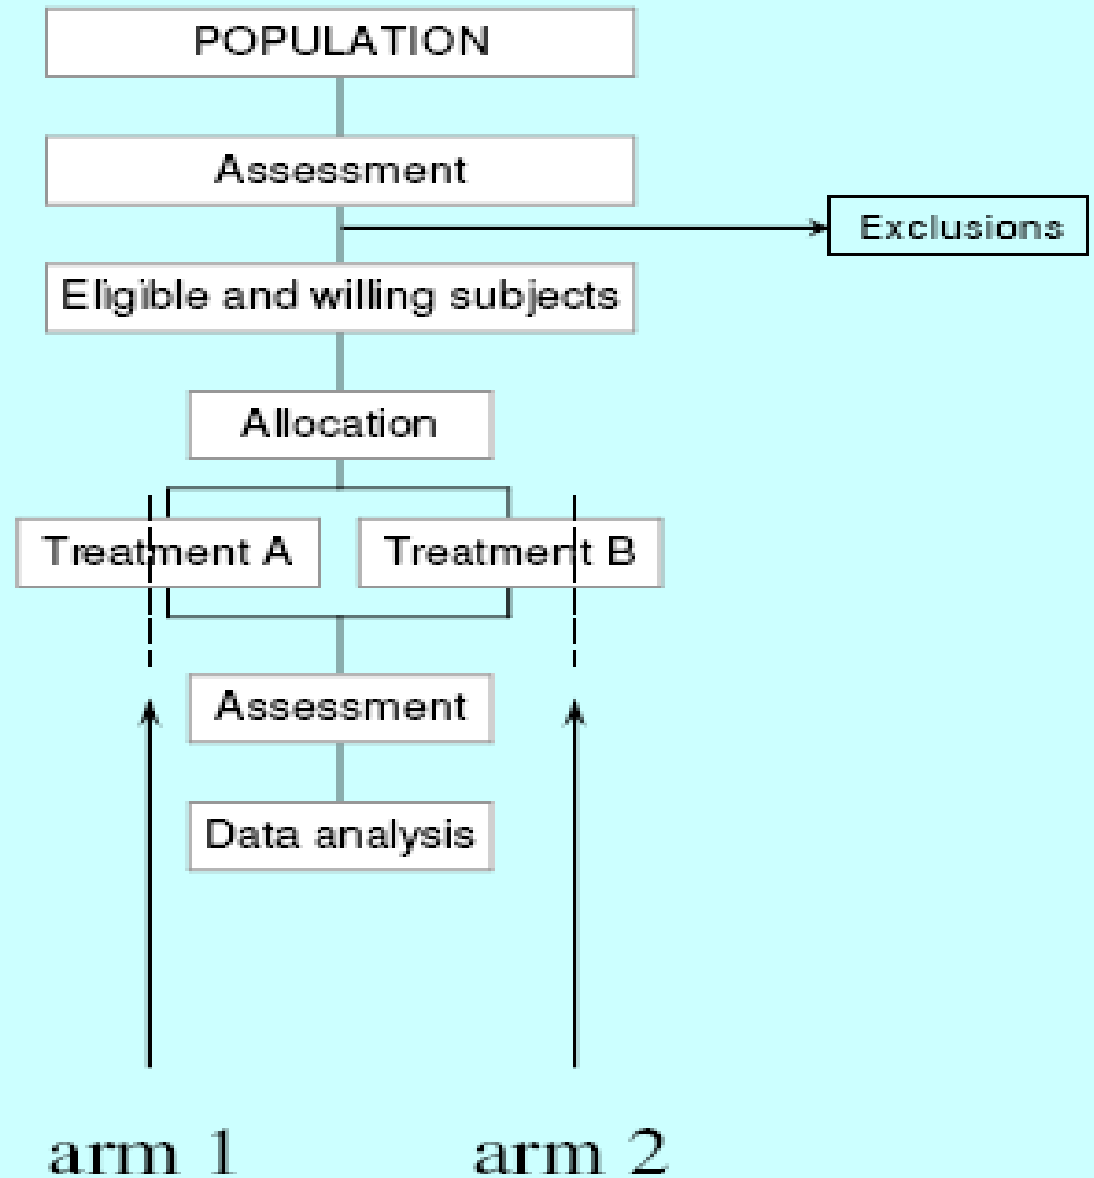 POPULATION
Assessment
Exclusions
Eligible and willing subjects
Allocation
Treatment A
Treatment B
Assessment
Data analysis
arm 1
arm 2